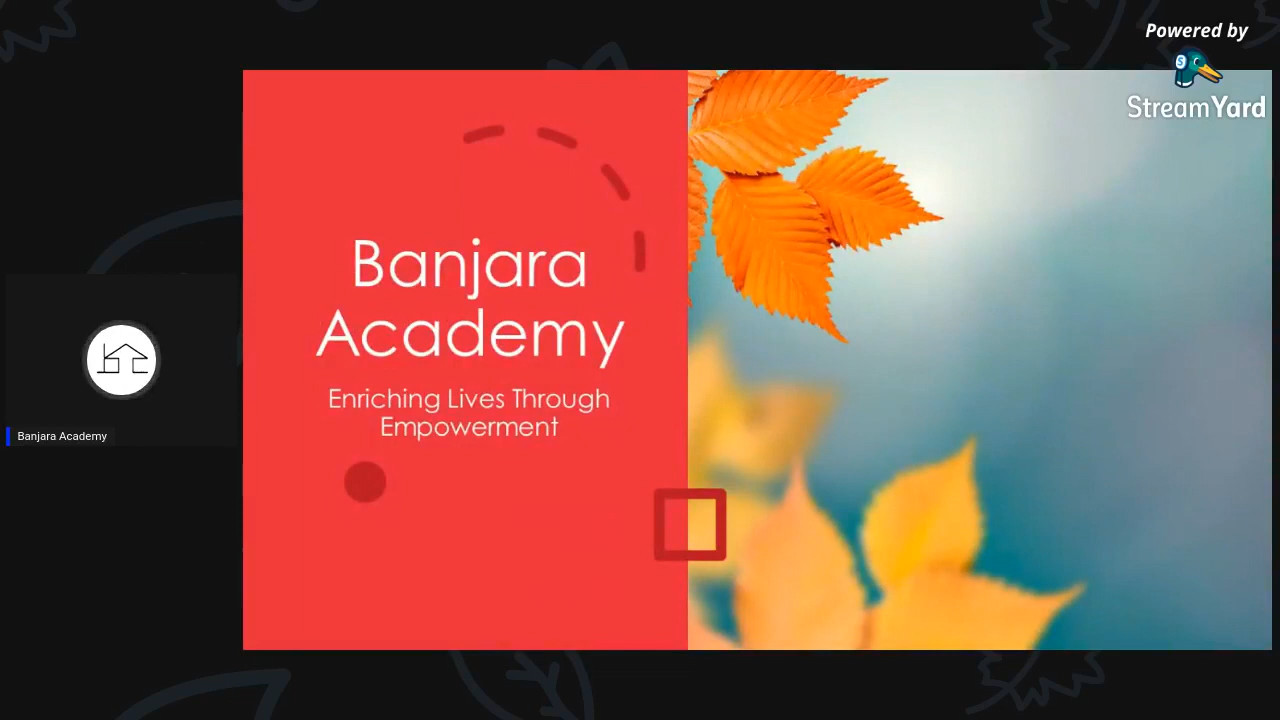 Powered by
StreamYard
Banjara
Academy
Enriching Lives Through
Empowerment
Banjara Academy